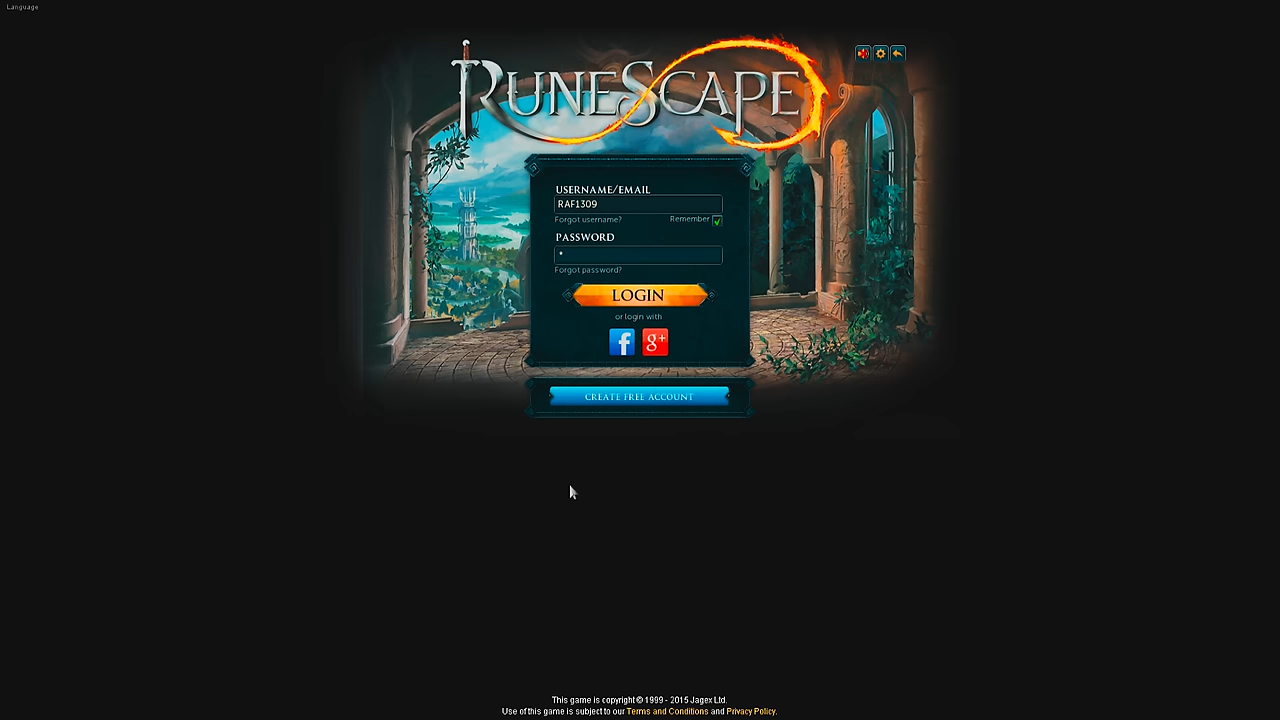 Language
RUNESCAPE
USERNAME/EMAIL
RAF1309
Forgot username? Remember
PASSWORD
*
Forgot password?
LOGIN
or login with
f g+
CREATE FREE ACCOUNT
This game is copyright © 1999 - 2015 Jagex Ltd.
Use of this game is subject to our Terms and Conditions and Privacy Policy.